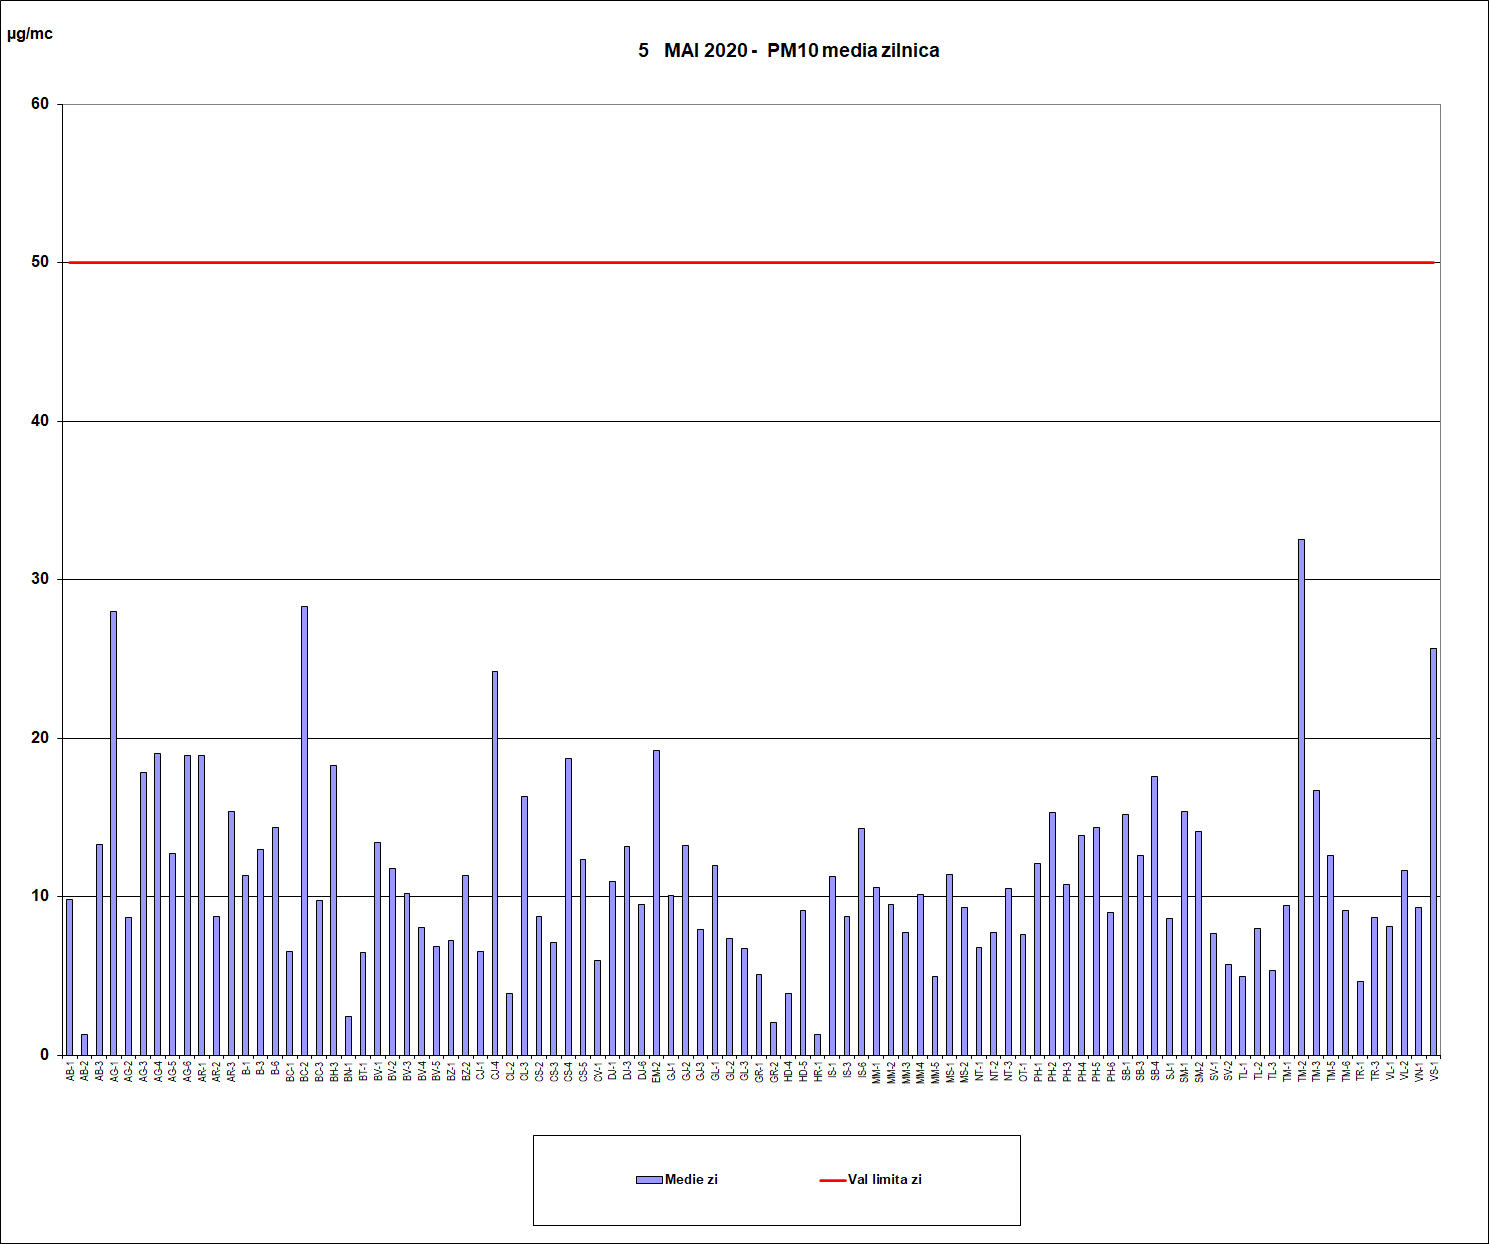 µg/mc
5 MAI 2020 - PM10 media zilnica
60
50
40
30
20
10
0
AB-1 AB-2 AB-3 AG-1 AG-2 AG-3 AG-4 AG-5 AG-6 AR-1 AR-2 AR-3 B-1 B-3 B-6 BC-1 BC-2 BC-3 BH-3 BN-1 BT-1 BV-1 BV-2 BV-3 BV-4 BV-5 BZ-1 BZ-2 CJ-1 CJ-4 CL-2 CL-3 CS-2 CS-3 CS-4 CS-5 CV-1 DJ-1 DJ-3 DJ-6 EM-2 GJ-1 GJ-2 GJ-3 GL-1 GL-2 GL-3 GR-1 GR-2 HD-4 HD-5 HR-1 IS-1 IS-3 IS-6 MM-1 MM-2 MM-3 MM-4 MM-5 MS-1 MS-2 NT-1 NT-2 NT-3 OT-1 PH-1 PH-2 PH-3 PH-4 PH-5 PH-6 SB-1 SB-3 SB-4 SJ-1 SM-1 SM-2 SV-1 SV-2 TL-1 TL-2 TL-3 TM-1 TM-2 TM-3 TM-5 TM-6 TR-1 TR-3 VL-1 VL-2 VN-1 VS-1
Medie zi
Val limita zi